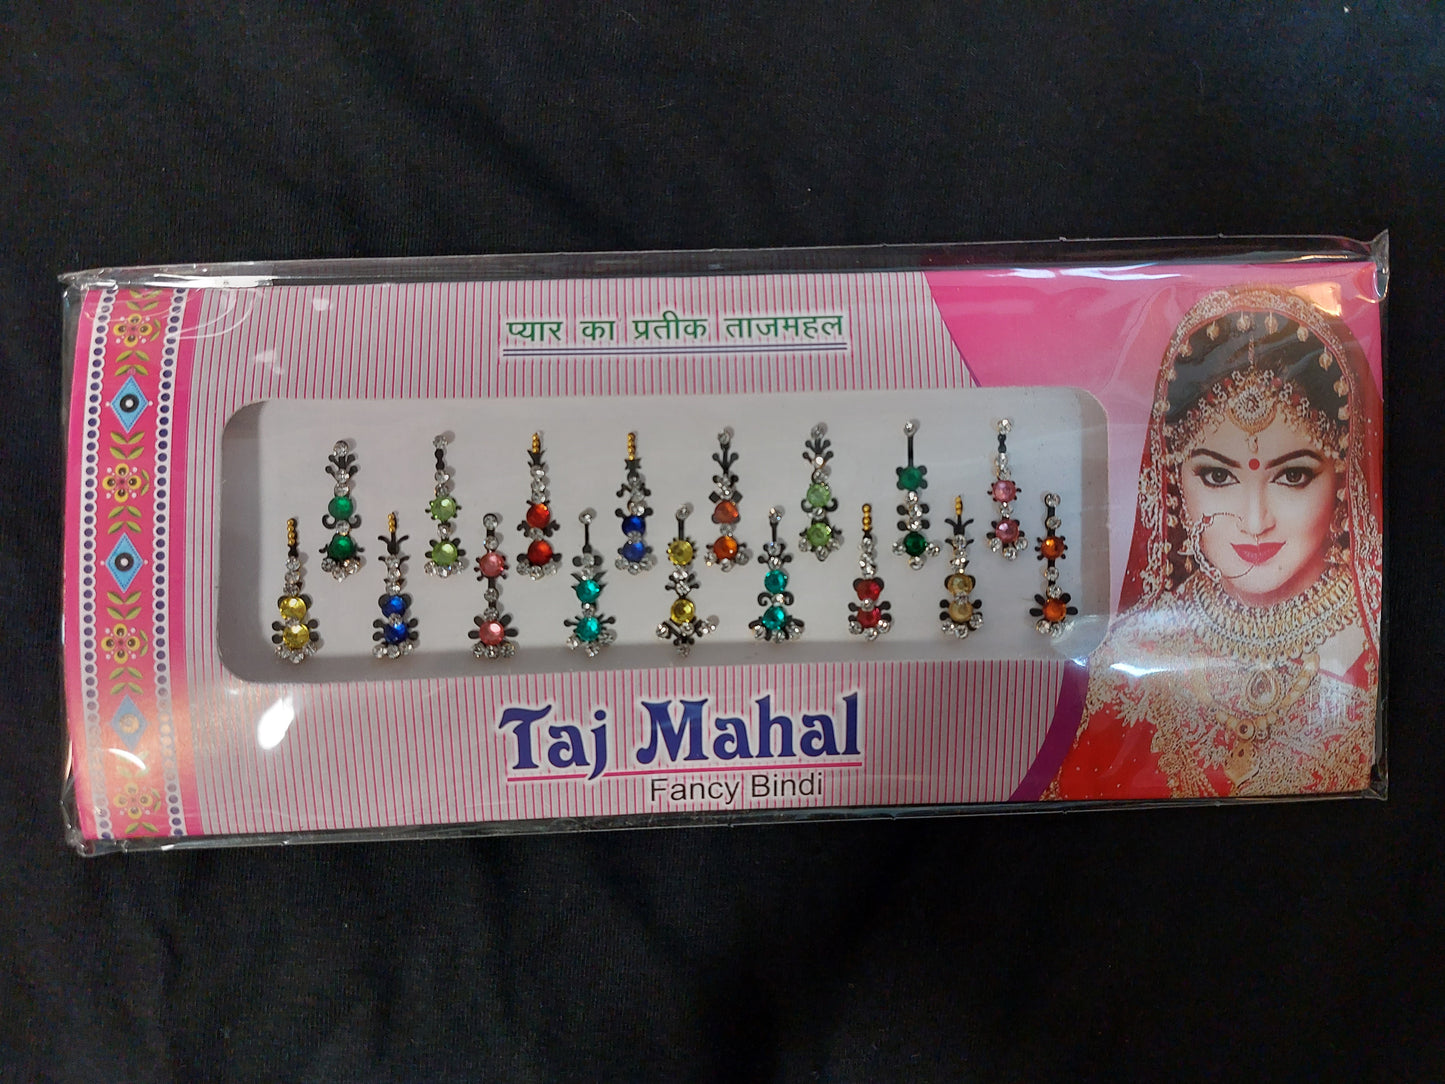 प्यार का प्रतीक ताजमहल
Taj Mahal
Fancy Bindi